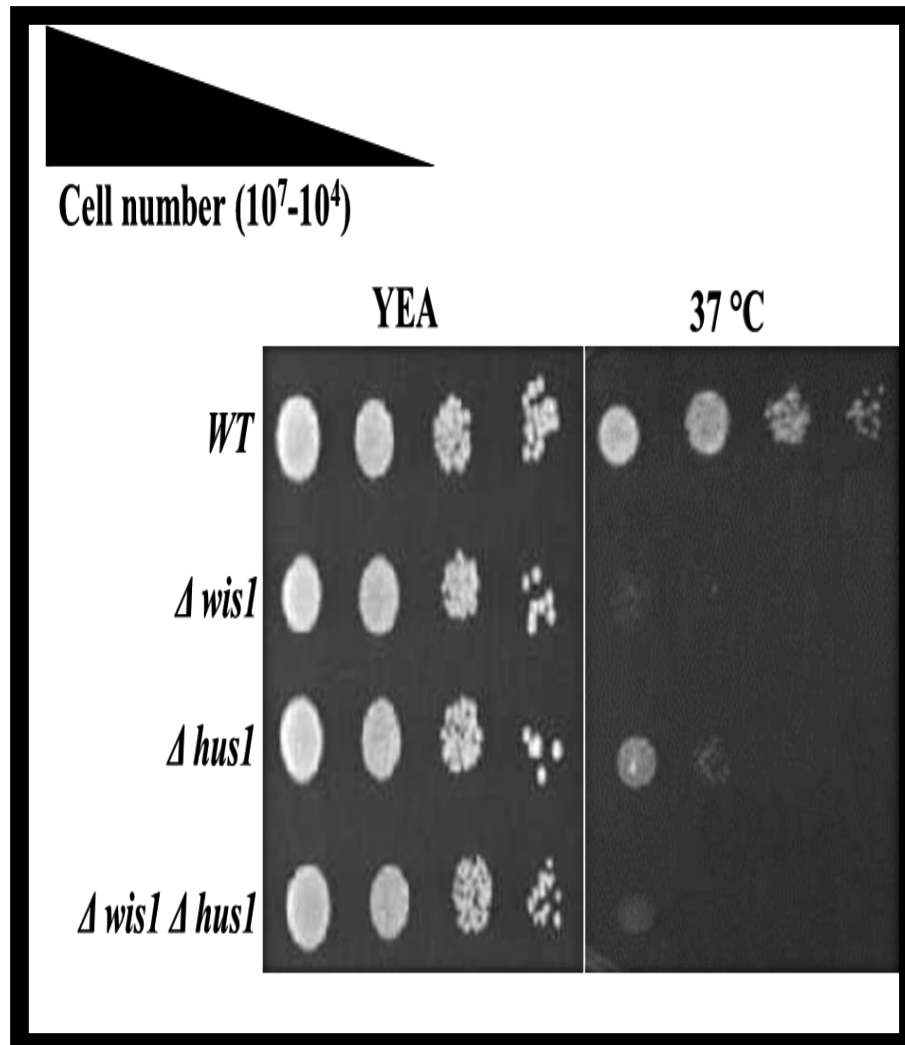 Cell number (10⁷-10⁴)
YEA 37 °C
WT
Δ wis1
Δ hus1
Δ wis1 Δ hus1